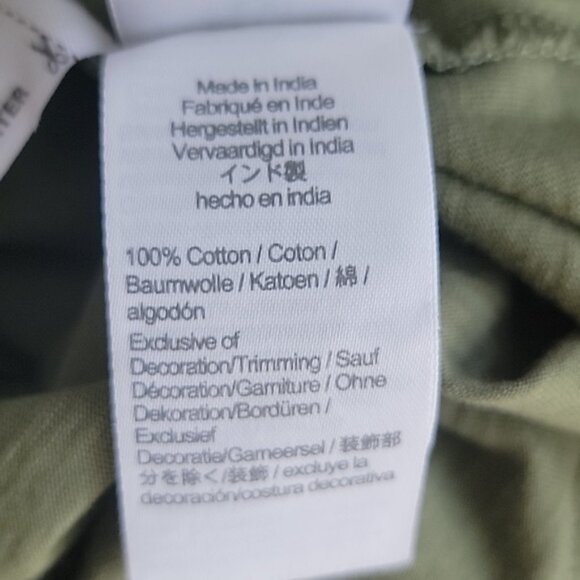 TER
Made in India
Fabriqué en Inde
Hergestellt in Indien
Vervaardigd in India
インド製
hecho en india
100% Cotton / Coton /
Baumwolle / Katoen / 綿 /
algodón
Exclusive of
Decoration/Trimming / Sauf
Décoration/Garniture / Ohne
Dekoration/Bordüren /
Exclusief
Decoratie/Garneersel / 装飾部
分を除く/装飾 / excluye la
decoración/costura decorativa